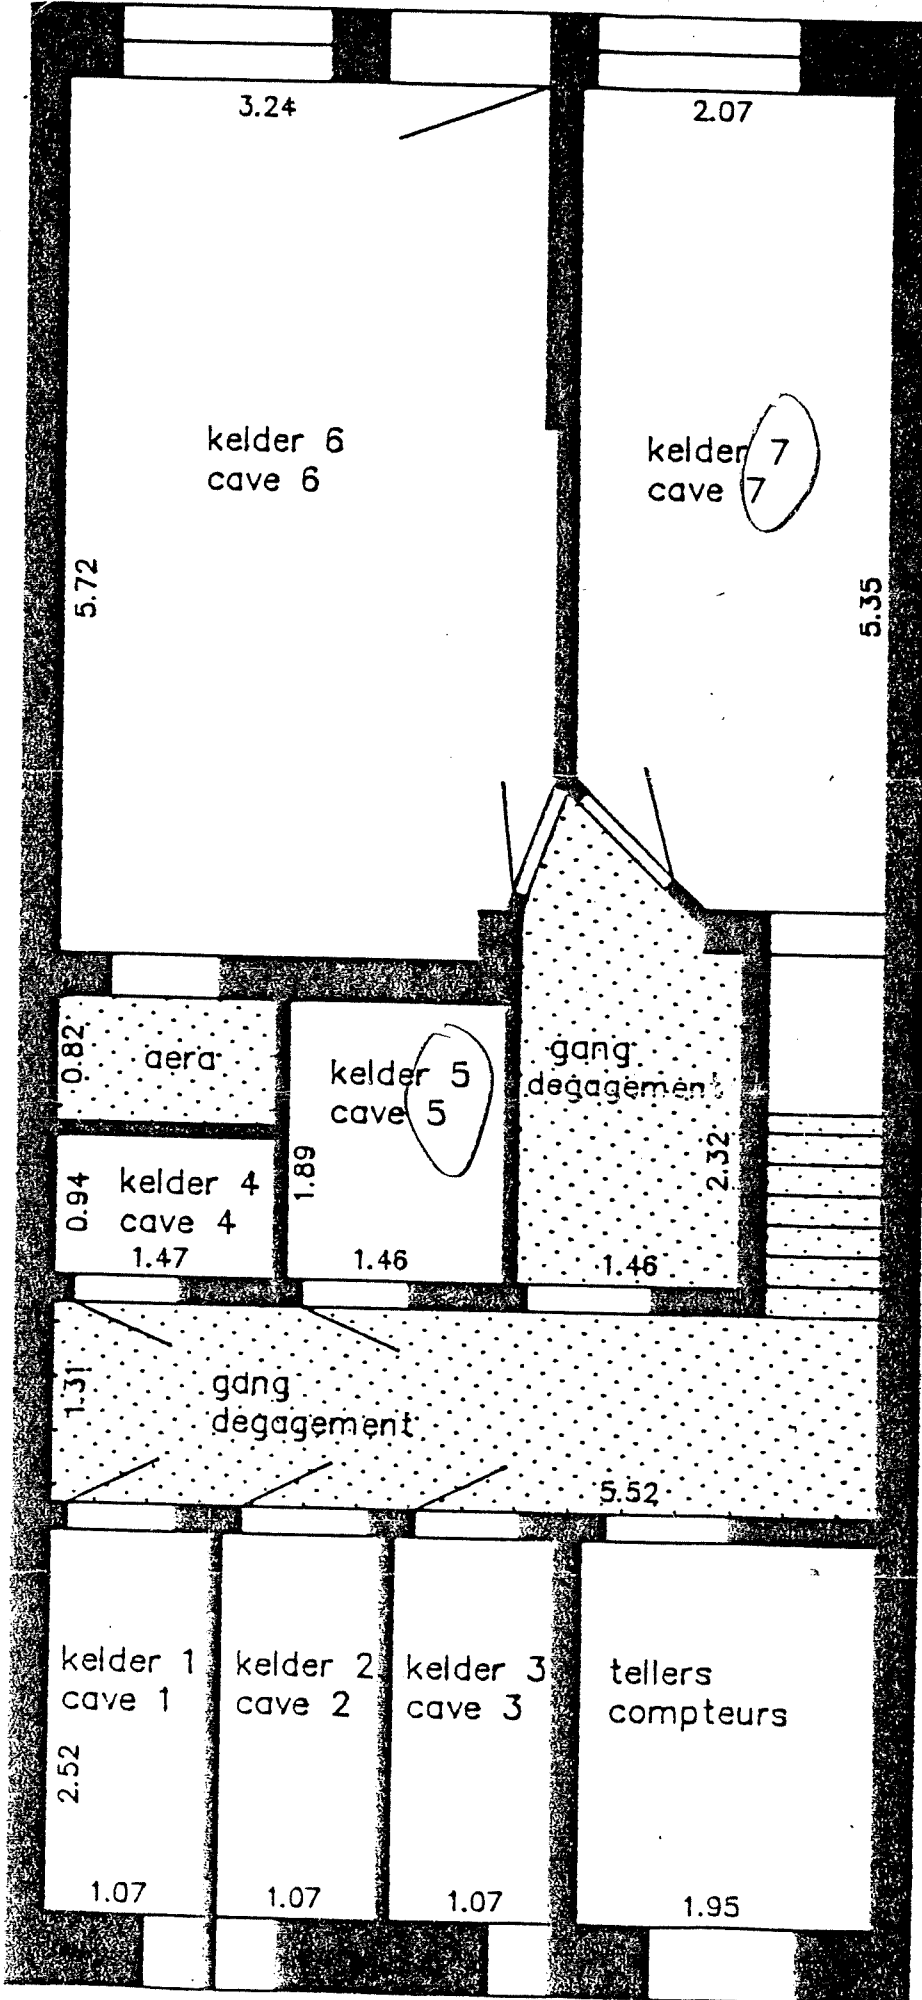 3.24
2.07
kelder 6
cave 6
kelder 7
cave 7
5.72
5.35
0.82
aera
kelder 5
cave 5
gang
degagement
0.94
kelder 4
cave 4
1.89
2.32
1.47
1.46
1.46
1.31
gang
degagement
5.52
kelder 1
cave 1
kelder 2
cave 2
kelder 3
cave 3
tellers
compteurs
2.52
1.07
1.07
1.07
1.95